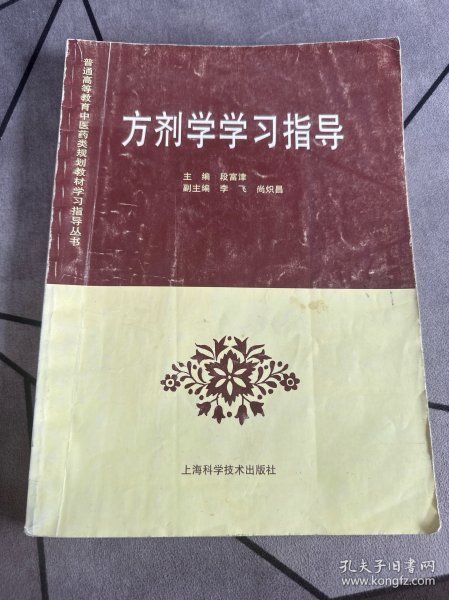 普通高等教育中医药类规划教材学习指导丛书
方剂学学习指导
主编 段富津
副主编 李飞 尚炽昌
上海科学技术出版社
孔夫子旧书网
www.kongfz.com